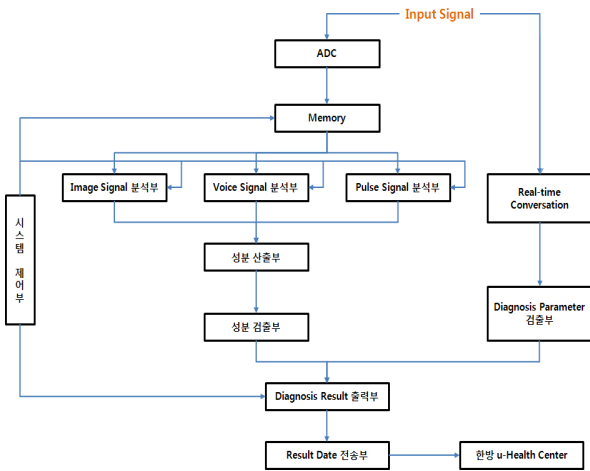 Input Signal
ADC
Memory
Image Signal 분석부
Voice Signal 분석부
Pulse Signal 분석부
Real-time
Conversation
시스템 제어부
성분 산출부
성분 검출부
Diagnosis Parameter
검출부
Diagnosis Result 출력부
Result Date 전송부
한방 u-Health Center